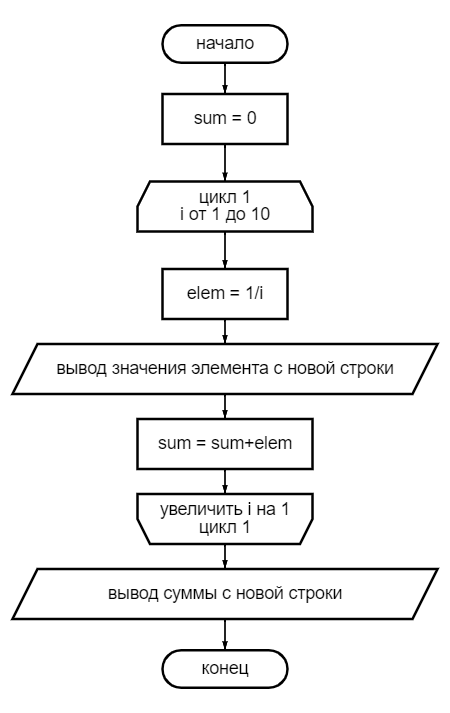 начало
sum = 0
цикл 1
i от 1 до 10
elem = 1/i
вывод значения элемента с новой строки
sum = sum+elem
увеличить i на 1
цикл 1
вывод суммы с новой строки
конец